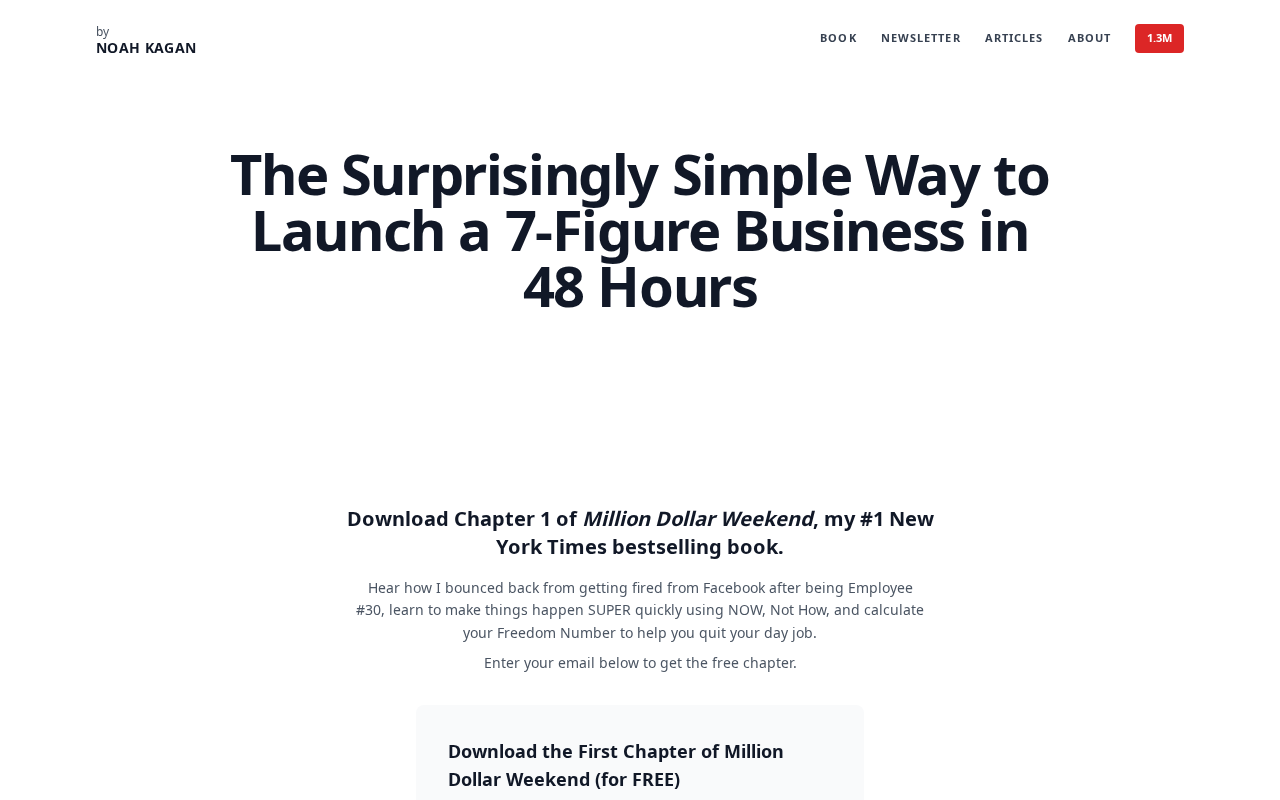 by
NOAH KAGAN
BOOK NEWSLETTER ARTICLES ABOUT 1.3M
The Surprisingly Simple Way to
Launch a 7-Figure Business in
48 Hours
Download Chapter 1 of Million Dollar Weekend, my #1 New
York Times bestselling book.
Hear how I bounced back from getting fired from Facebook after being Employee
#30, learn to make things happen SUPER quickly using NOW, Not How, and calculate
your Freedom Number to help you quit your day job.
Enter your email below to get the free chapter.
Download the First Chapter of Million
Dollar Weekend (for FREE)